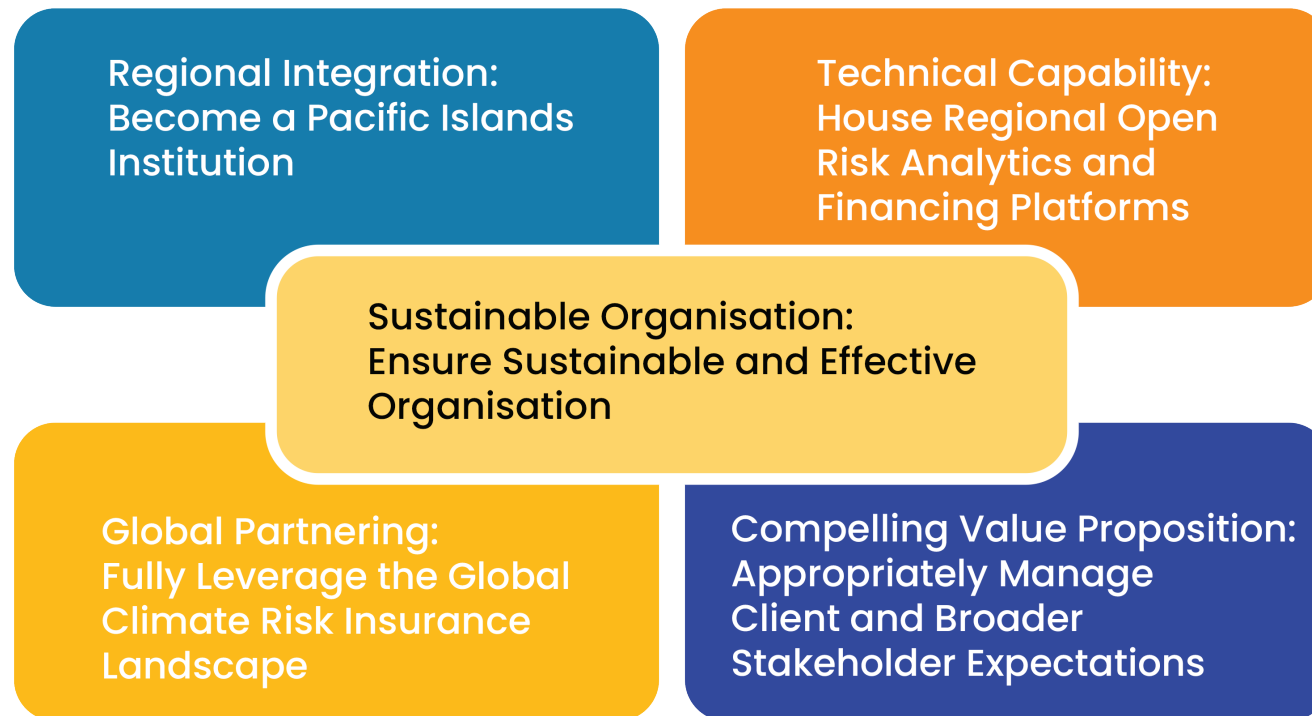 Regional Integration:
Become a Pacific Islands
Institution
Technical Capability:
House Regional Open
Risk Analytics and
Financing Platforms
Sustainable Organisation:
Ensure Sustainable and Effective
Organisation
Global Partnering:
Fully Leverage the Global
Climate Risk Insurance
Landscape
Compelling Value Proposition:
Appropriately Manage
Client and Broader
Stakeholder Expectations